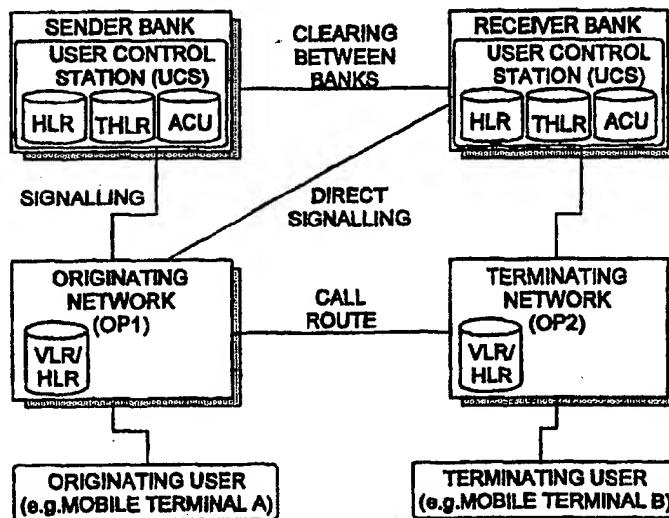 SENDER BANK
USER CONTROL
STATION (UCS)
HLR
THLR
ACU
CLEARING
BETWEEN
BANKS
RECEIVER BANK
USER CONTROL
STATION (UCS)
HLR
THLR
ACU
SIGNALLING
DIRECT
SIGNALLING
ORIGINATING
NETWORK
(OP1)
VLR/
HLR
CALL
ROUTE
TERMINATING
NETWORK
(OP2)
VLR/
HLR
ORIGINATING USER
(e.g.MOBILE TERMINAL A)
TERMINATING USER
(e.g.MOBILE TERMINAL B)